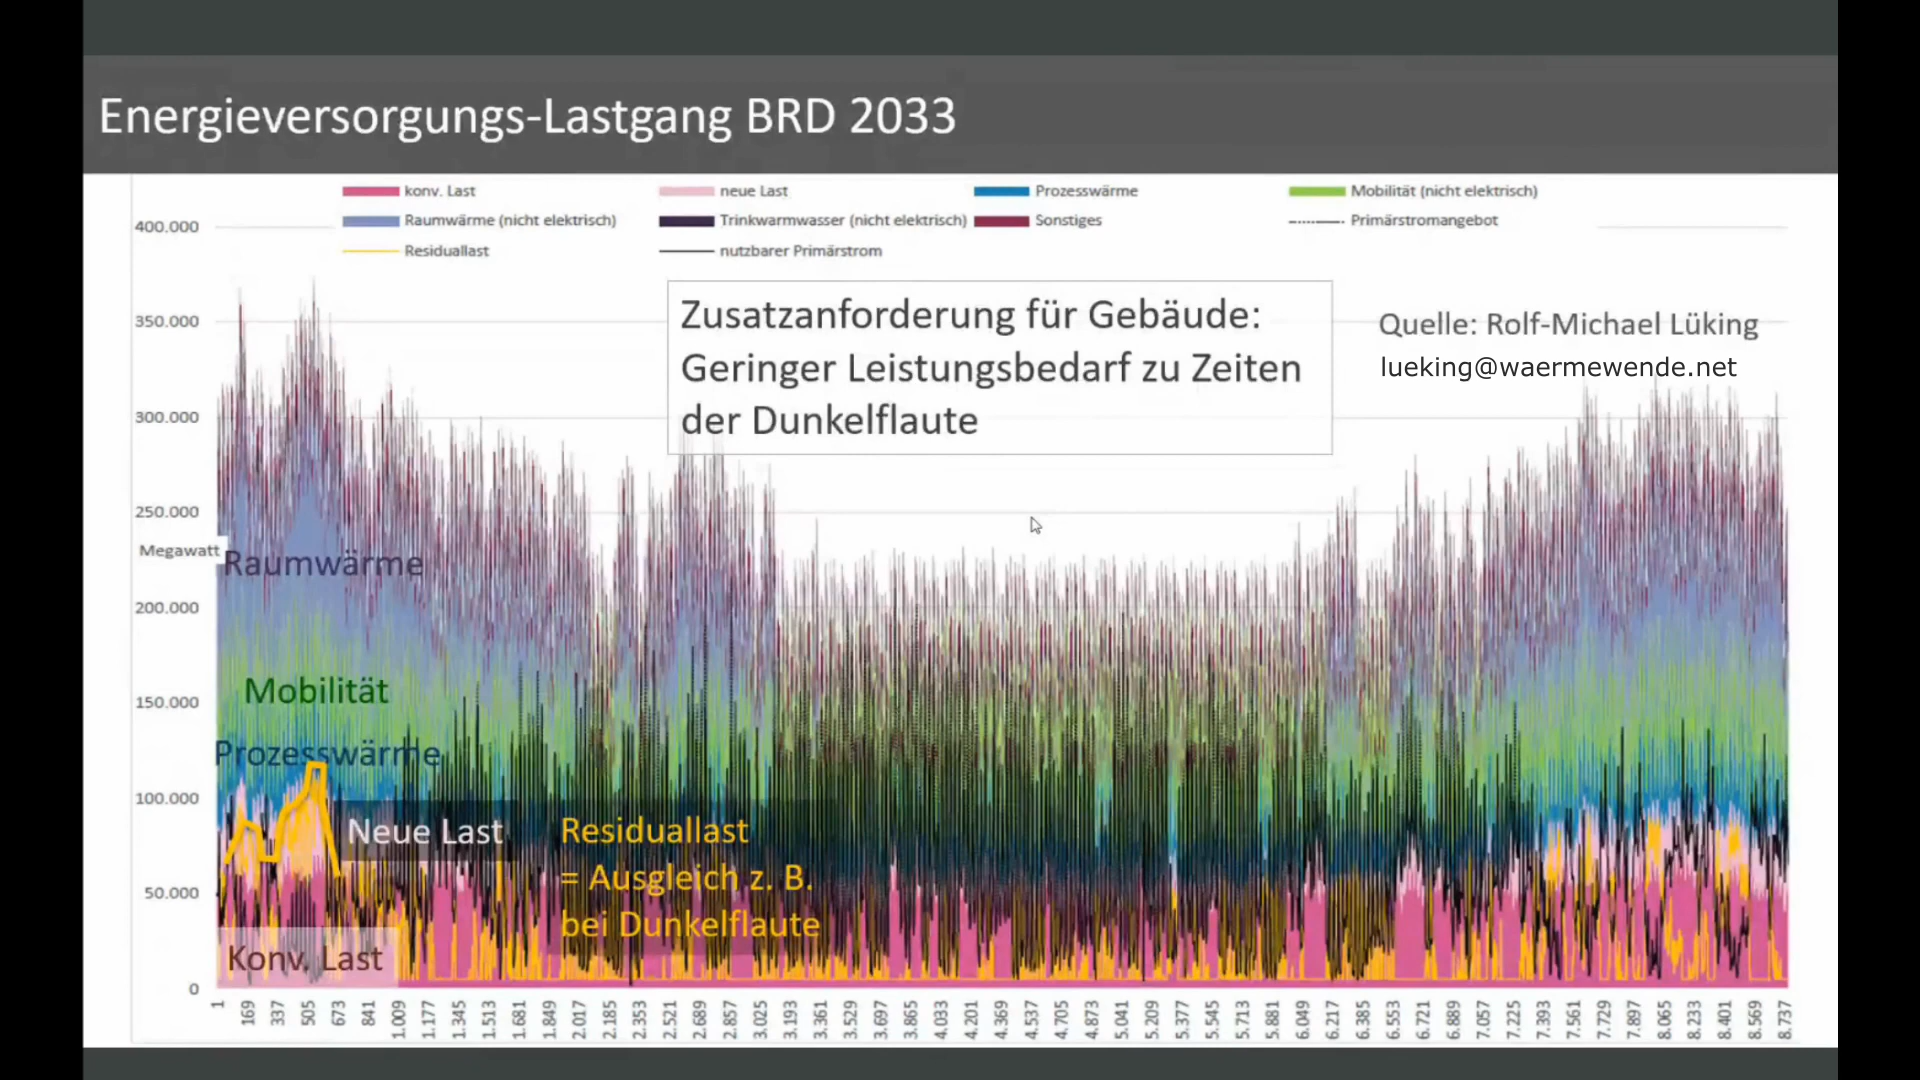 Energieversorgungs-Lastgang BRD 2033
konv. Last
neue Last
Prozesswärme
Mobilität (nicht elektrisch)
Raumwärme (nicht elektrisch)
Trinkwarmwasser (nicht elektrisch)
Sonstiges
Primärstromangebot
Residuallast
nutzbarer Primärstrom
400.000
350.000
300.000
250.000
Megawatt
200.000
150.000
100.000
50.000
0
Zusatzanforderung für Gebäude:
Geringer Leistungsbedarf zu Zeiten
der Dunkelflaute
Quelle: Rolf-Michael Lüking
lueking@waermewende.net
Raumwärme
Mobilität
Prozesswärme
Neue Last
Residuallast
= Ausgleich z. B.
bei Dunkelflaute
Konv. Last
1
169
337
505
673
841
1.009
1.177
1.345
1.513
1.681
1.849
2.017
2.185
2.353
2.521
2.689
2.857
3.025
3.193
3.361
3.529
3.697
3.865
4.033
4.201
4.369
4.537
4.705
4.873
5.041
5.209
5.377
5.545
5.713
5.881
6.049
6.217
6.385
6.553
6.721
6.889
7.057
7.225
7.393
7.561
7.729
7.897
8.065
8.233
8.401
8.569
8.737